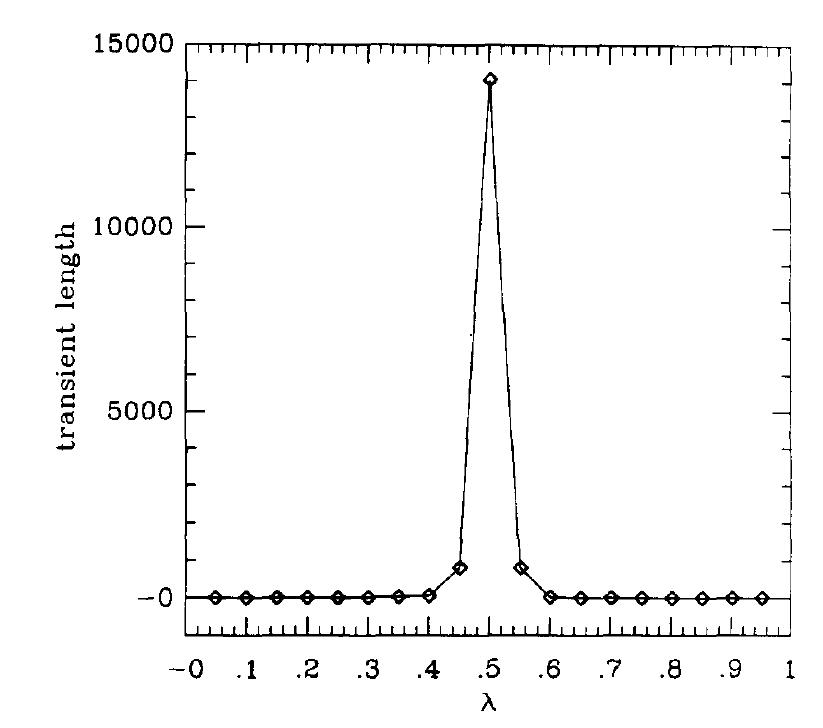 15000
10000
5000
-0
transient length
-0 .1 .2 .3 .4 .5 .6 .7 .8 .9 1
λ